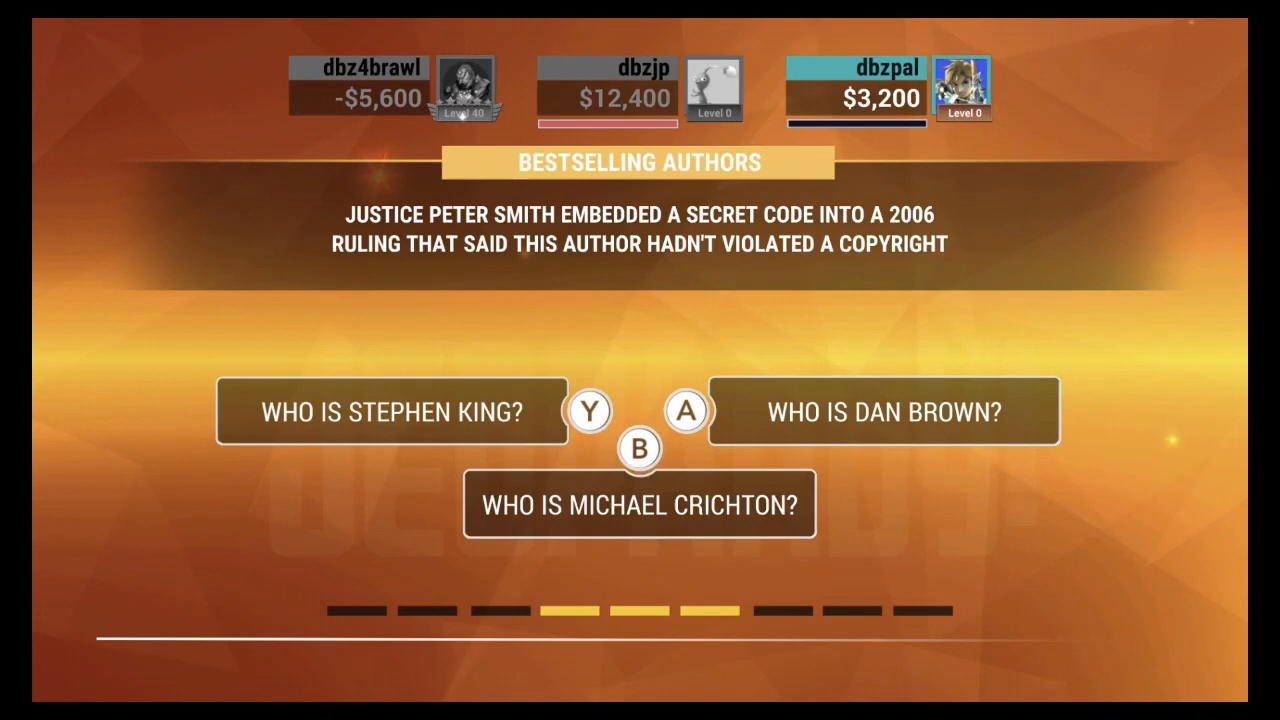 dbz4brawl
-$5,600
Level 40
dbzjp
$12,400
Level 0
dbzpal
$3,200
Level 0
BESTSELLING AUTHORS
JUSTICE PETER SMITH EMBEDDED A SECRET CODE INTO A 2006
RULING THAT SAID THIS AUTHOR HADN'T VIOLATED A COPYRIGHT
WHO IS STEPHEN KING?
Y
A
WHO IS DAN BROWN?
B
WHO IS MICHAEL CRICHTON?
JEOPARDY!